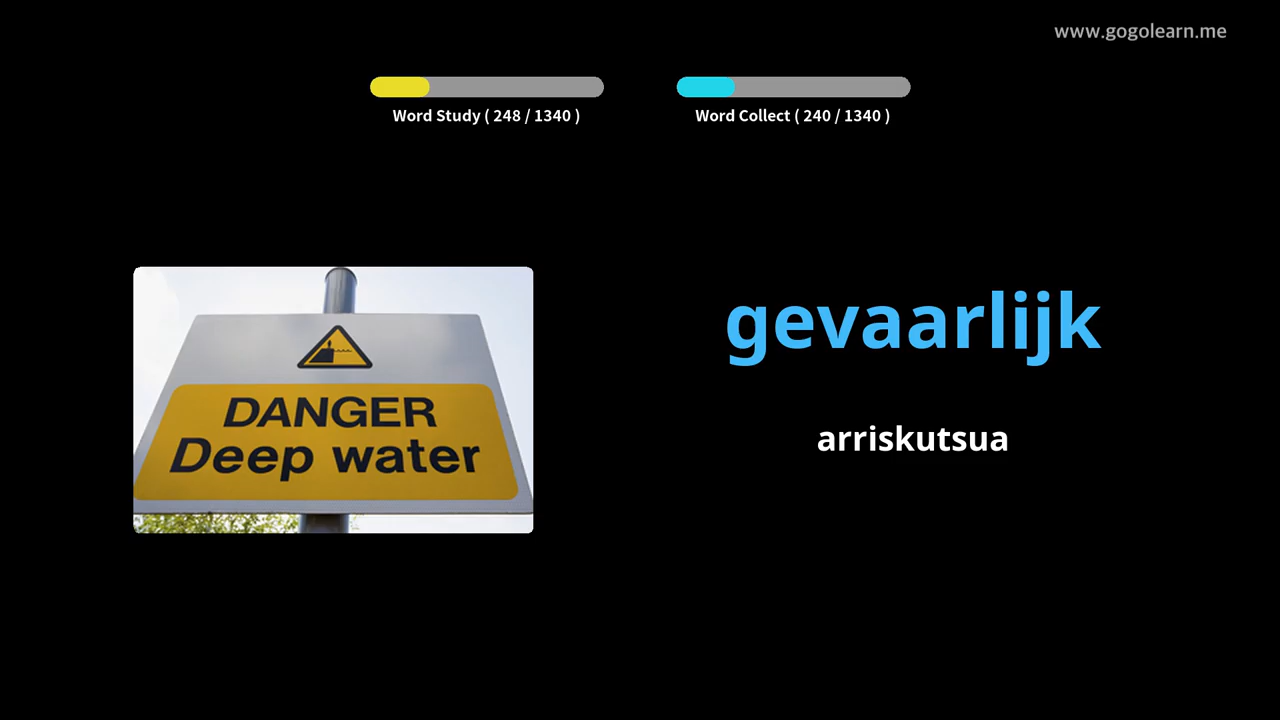 www.gogolearn.me
Word Study ( 248 / 1340 )
Word Collect ( 240 / 1340 )
DANGER
Deep water
gevaarlijk
arriskutsua